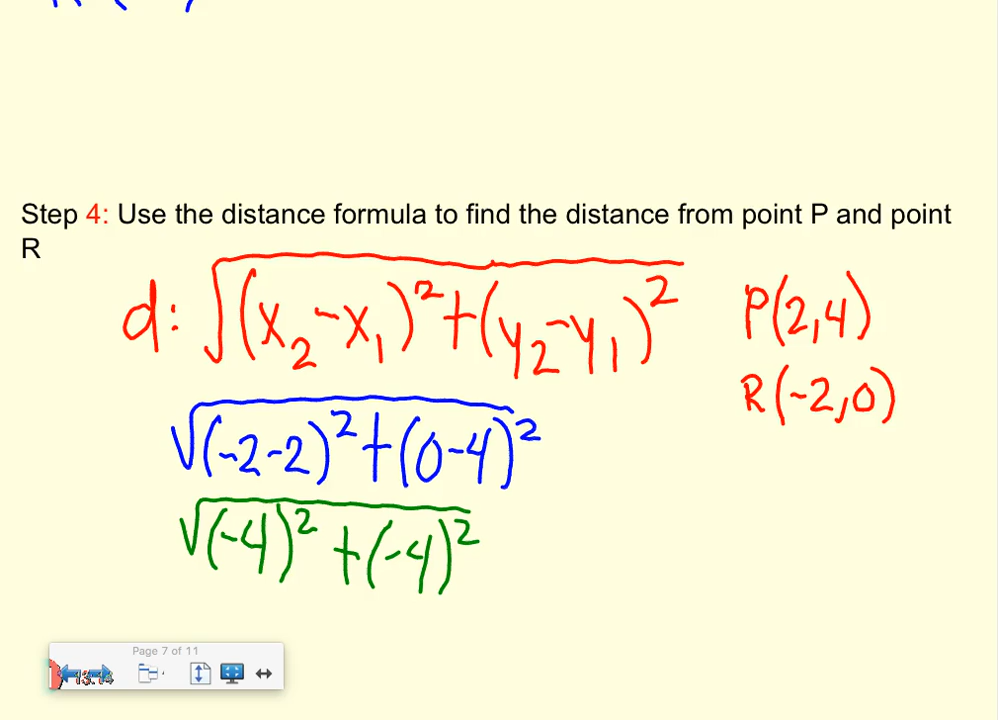 Step 4: Use the distance formula to find the distance from point P and point
R
d: √(x₂-x₁)²+(y₂-y₁)²
P(2,4)
R(-2,0)
√(-2-2)²+(0-4)²
√(-4)²+(-4)²
Page 7 of 11